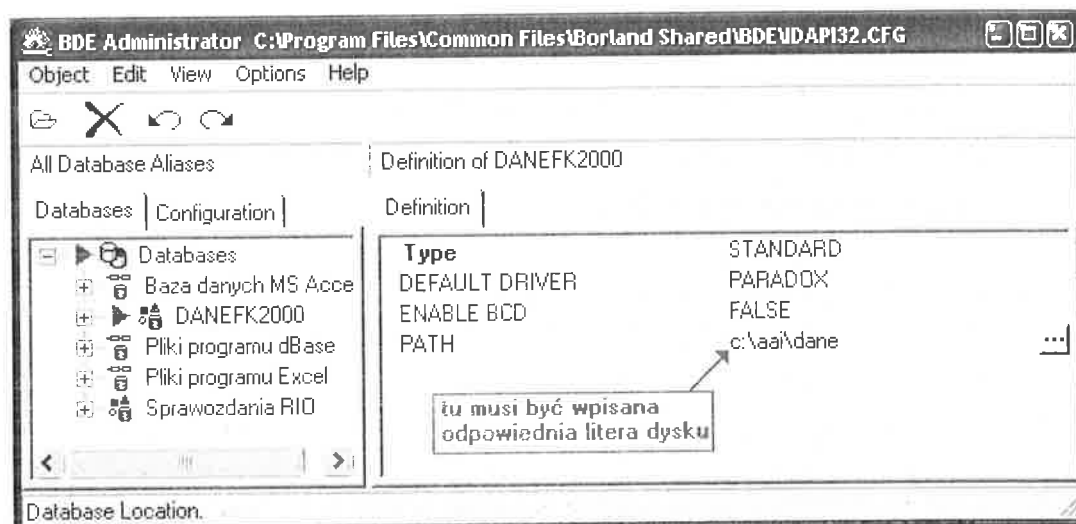 BDE Administrator C:\Program Files\Common Files\Borland Shared\BDE\IDAPI32.CFG
Object Edit View Options Help
All Database Aliases
Definition of DANEFK2000
Databases Configuration
Definition
Databases
Baza danych MS Acce
DANEFK2000
Pliki programu dBase
Pliki programu Excel
Sprawozdania RIO
Type STANDARD
DEFAULT DRIVER PARADOX
ENABLE BCD FALSE
PATH c:\aai\dane
tu musi być wpisana
odpowiednia litera dysku
Database Location.